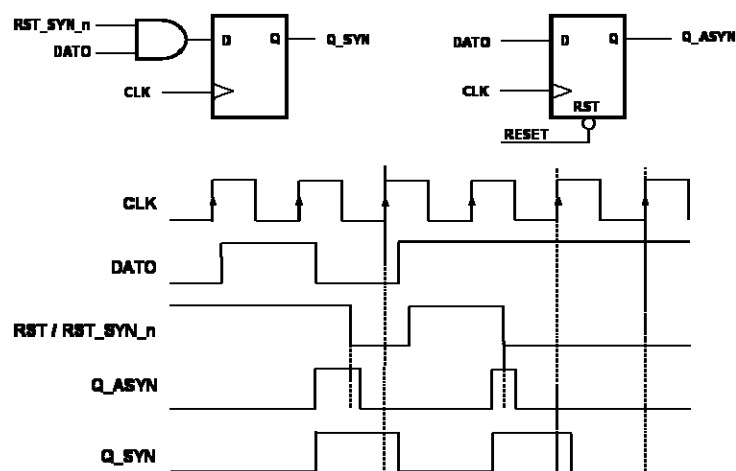 RST_SYN_n
DATO
D Q
Q_SYN
CLK
DATO
D Q
Q_ASYN
CLK
RST
RESET
CLK
DATO
RST / RST_SYN_n
Q_ASYN
Q_SYN